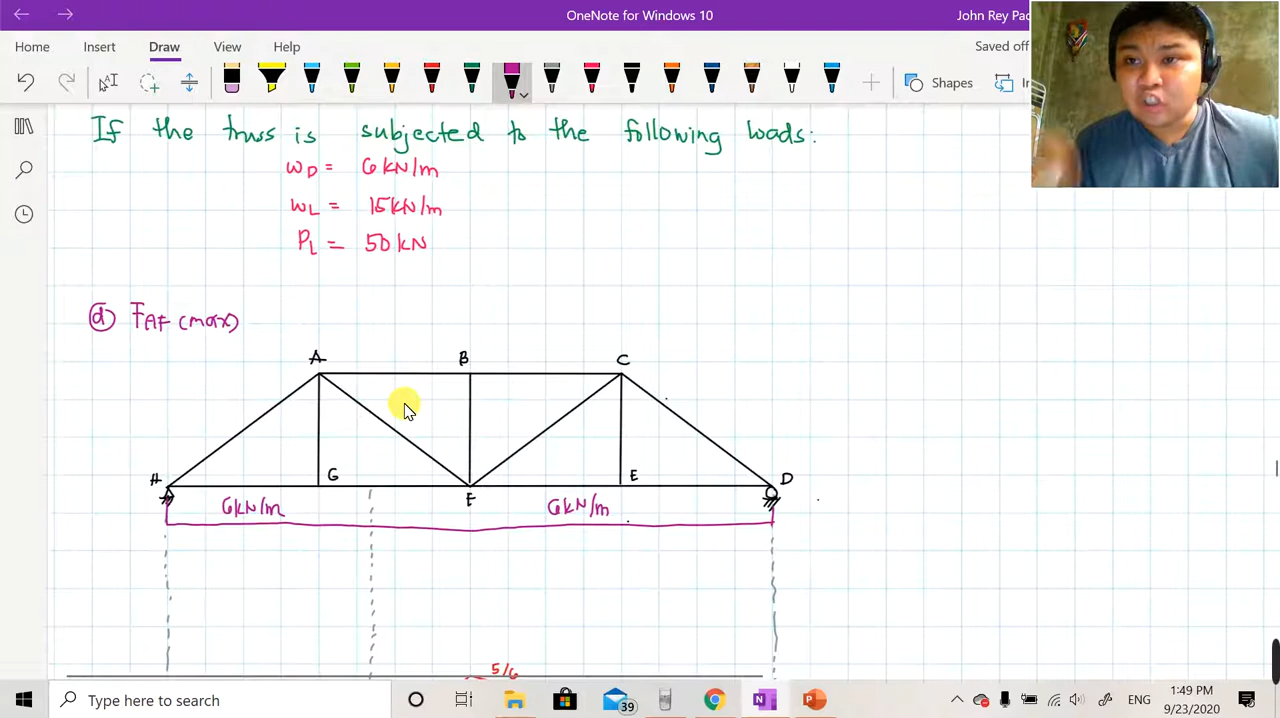 OneNote for Windows 10
John Rey Pac
Home Insert Draw View Help
Saved off
Shapes In
If the truss is subjected to the following loads:
WD = 6 kN/m
WL = 15 kN/m
PL = 50 kN
d FAF (max)
A B C
H G F E D
6 kN/m 6 kN/m
5/6
Type here to search
39
ENG
1:49 PM
9/23/2020